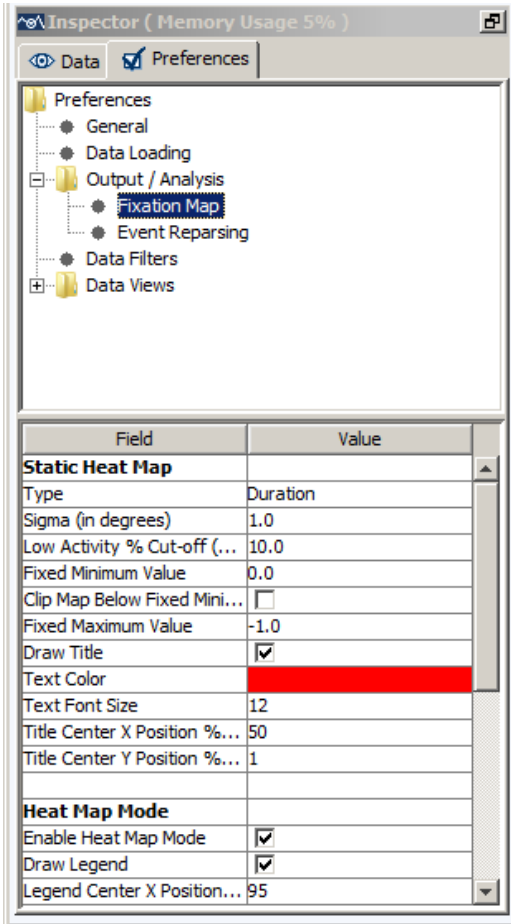 Inspector ( Memory Usage 5% )
Data Preferences
Preferences
General
Data Loading
Output / Analysis
Fixation Map
Event Reparsing
Data Filters
Data Views
Field Value
Static Heat Map
Type Duration
Sigma (in degrees) 1.0
Low Activity % Cut-off (... 10.0
Fixed Minimum Value 0.0
Clip Map Below Fixed Mini...
Fixed Maximum Value -1.0
Draw Title
Text Color
Text Font Size 12
Title Center X Position %... 50
Title Center Y Position %... 1
Heat Map Mode
Enable Heat Map Mode
Draw Legend
Legend Center X Position... 95